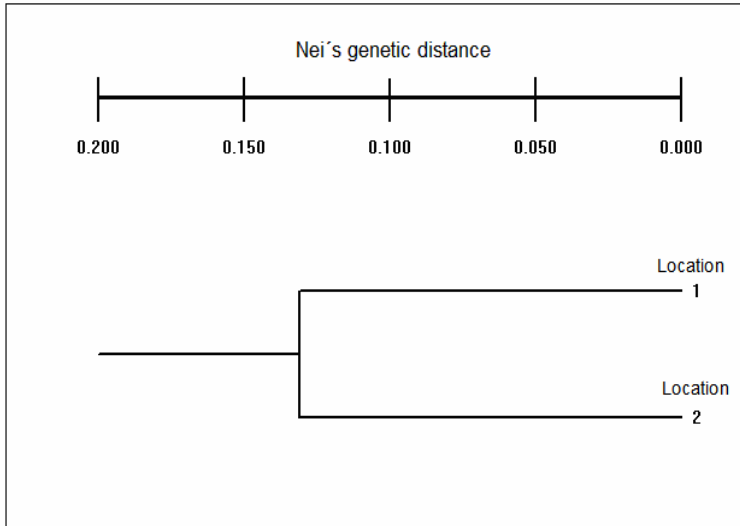 Nei´s genetic distance
0.200 0.150 0.100 0.050 0.000
Location
1
Location
2